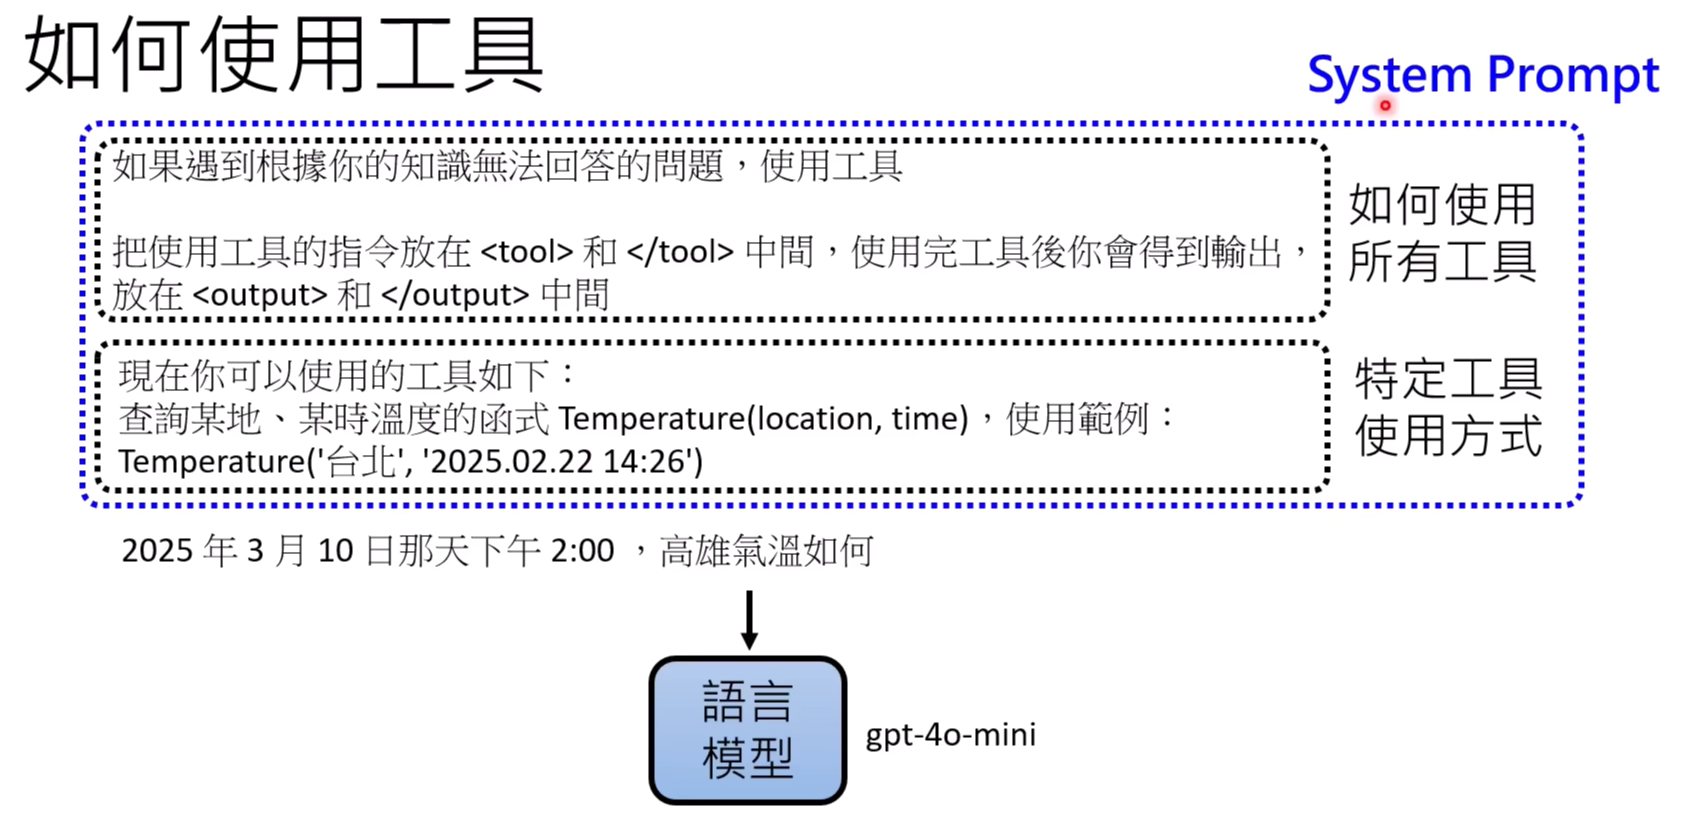 如何使用工具
System Prompt
如果遇到根據你的知識無法回答的問題，使用工具
把使用工具的指令放在 <tool> 和 </tool> 中間，使用完工具後你會得到輸出，
放在 <output> 和 </output> 中間
如何使用
所有工具
現在你可以使用的工具如下：
查詢某地、某時溫度的函式 Temperature(location, time)，使用範例：
Temperature('台北', '2025.02.22 14:26')
特定工具
使用方式
2025 年 3 月 10 日那天下午 2:00 ，高雄氣溫如何
語言
模型
gpt-4o-mini